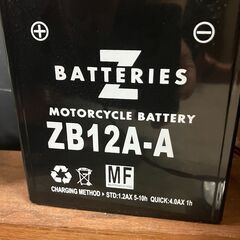 Z
BATTERIES
MOTORCYCLE BATTERY
ZB12A-A
MF
CHARGING METHOD ➤ STD:1.2AX 5-10h QUICK:4.0AX 1h